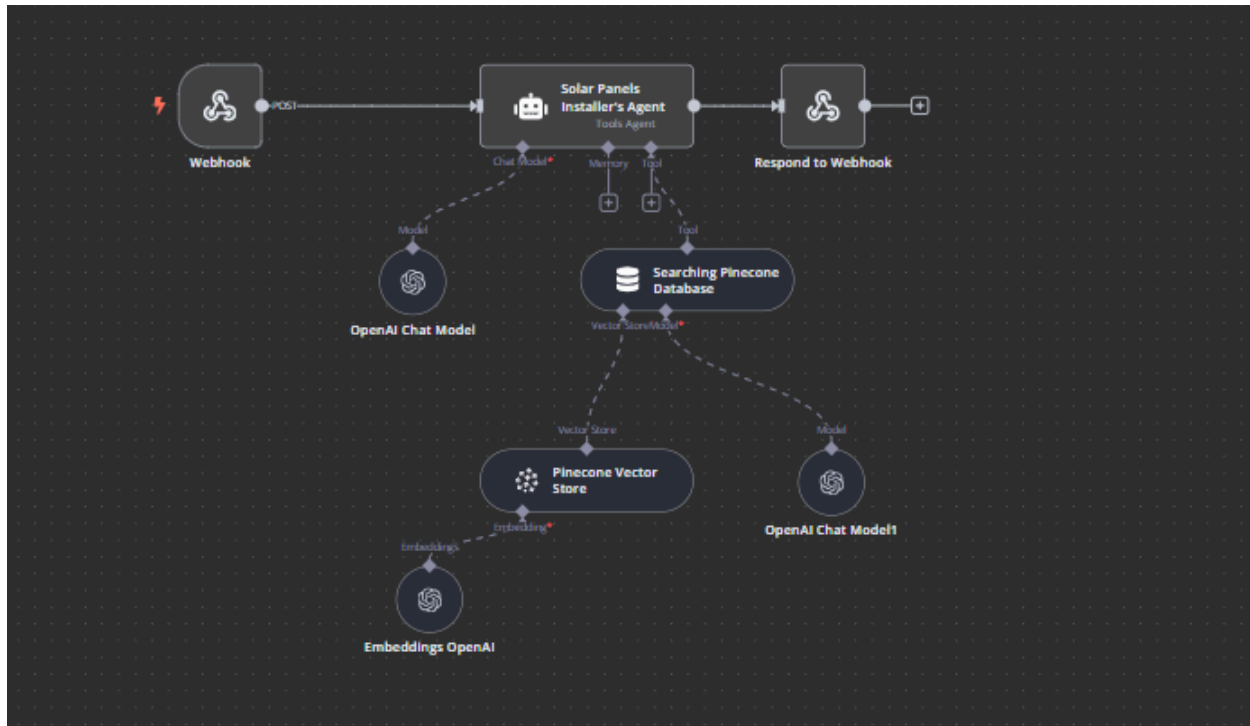 POST
Solar Panels
Installer's Agent
Tools Agent
Webhook
Chat Model*
Memory
Tool
Respond to Webhook
Model
Tool
OpenAI Chat Model
Searching Pinecone
Database
Vector Store
Model*
Vector Store
Model
Pinecone Vector
Store
OpenAI Chat Model1
Embedding*
Embeddings
Embeddings OpenAI